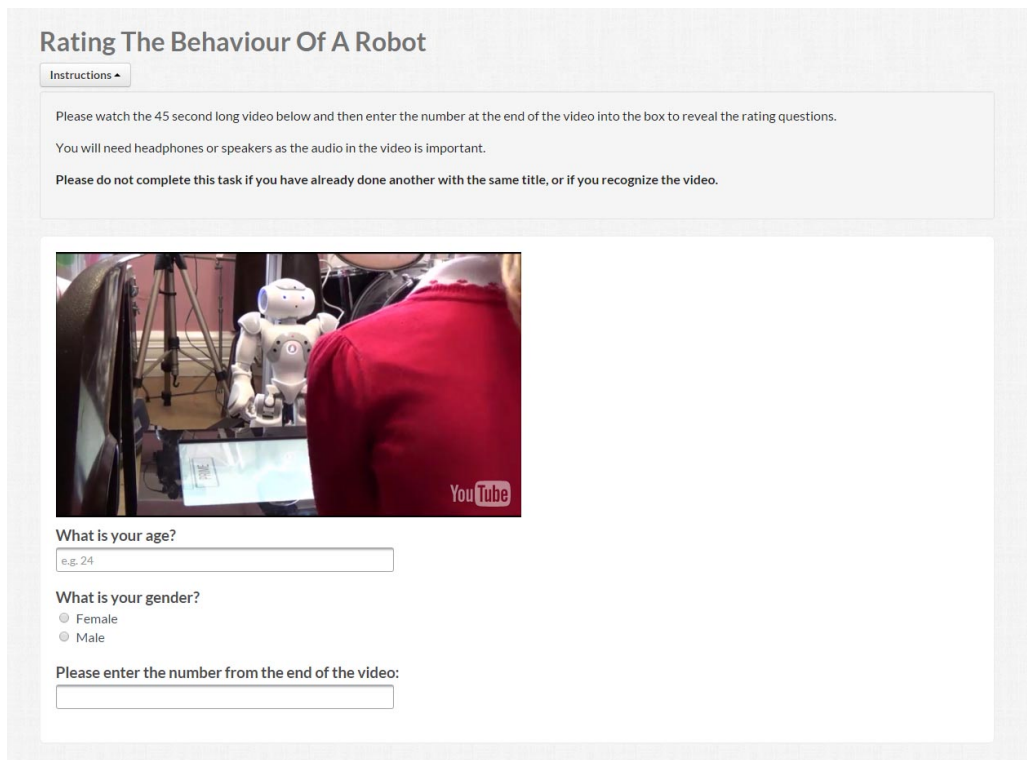 Rating The Behaviour Of A Robot
Instructions
Please watch the 45 second long video below and then enter the number at the end of the video into the box to reveal the rating questions.
You will need headphones or speakers as the audio in the video is important.
Please do not complete this task if you have already done another with the same title, or if you recognize the video.
PRIME
YouTube
What is your age?
e.g. 24
What is your gender?
Female
Male
Please enter the number from the end of the video: